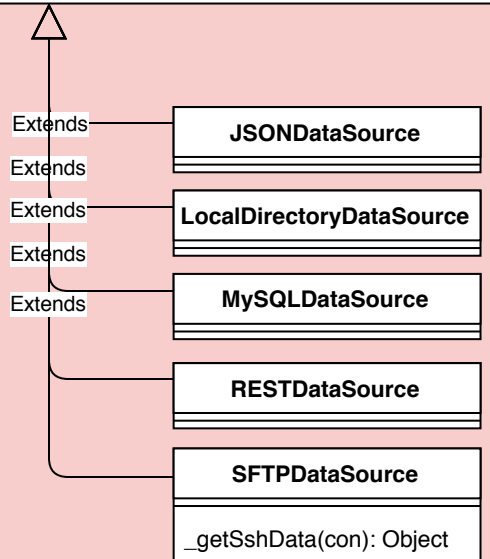 Extends
JSONDataSource
Extends
Extends
LocalDirectoryDataSource
Extends
MySQLDataSource
Extends
RESTDataSource
SFTPDataSource
_getSshData(con): Object